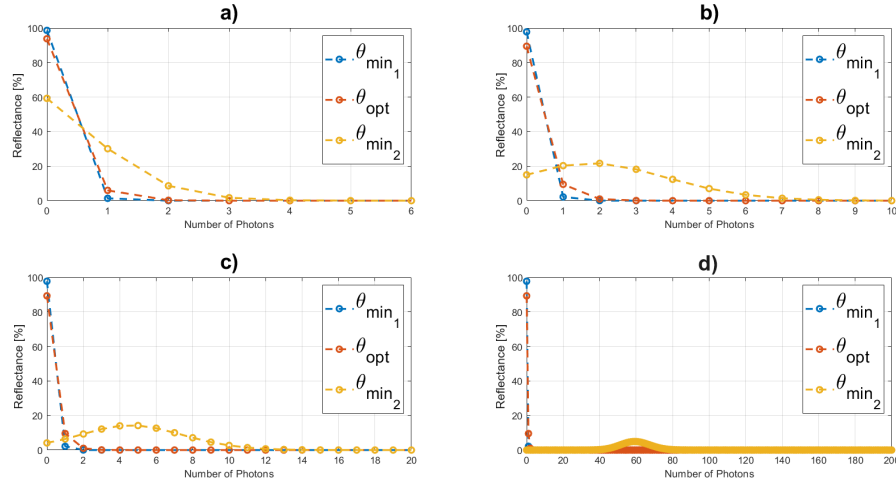 a)
Reflectance [%]
100
80
60
40
20
0
θmin1
θopt
θmin2
0 1 2 3 4 5 6
Number of Photons
b)
Reflectance [%]
100
80
60
40
20
0
θmin1
θopt
θmin2
0 1 2 3 4 5 6 7 8 9 10
Number of Photons
c)
Reflectance [%]
100
80
60
40
20
0
θmin1
θopt
θmin2
0 2 4 6 8 10 12 14 16 18 20
Number of Photons
d)
Reflectance [%]
100
80
60
40
20
0
θmin1
θopt
θmin2
0 20 40 60 80 100 120 140 160 180 200
Number of Photons